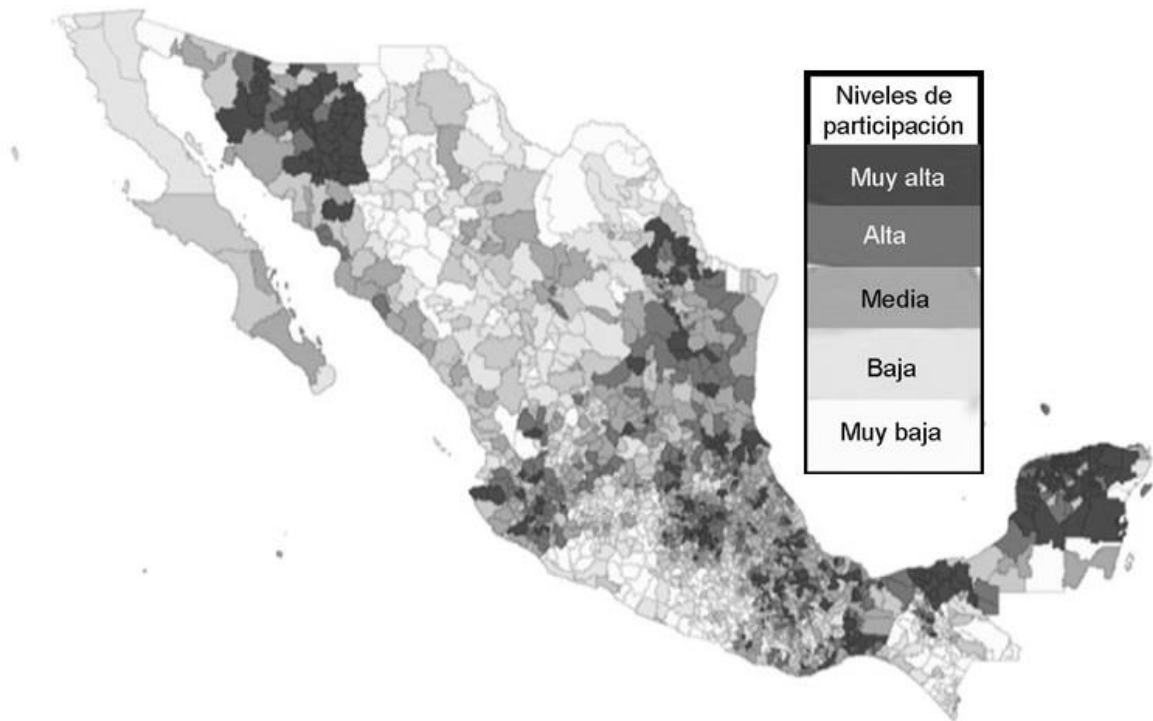 Niveles de
participación
Muy alta
Alta
Media
Baja
Muy baja